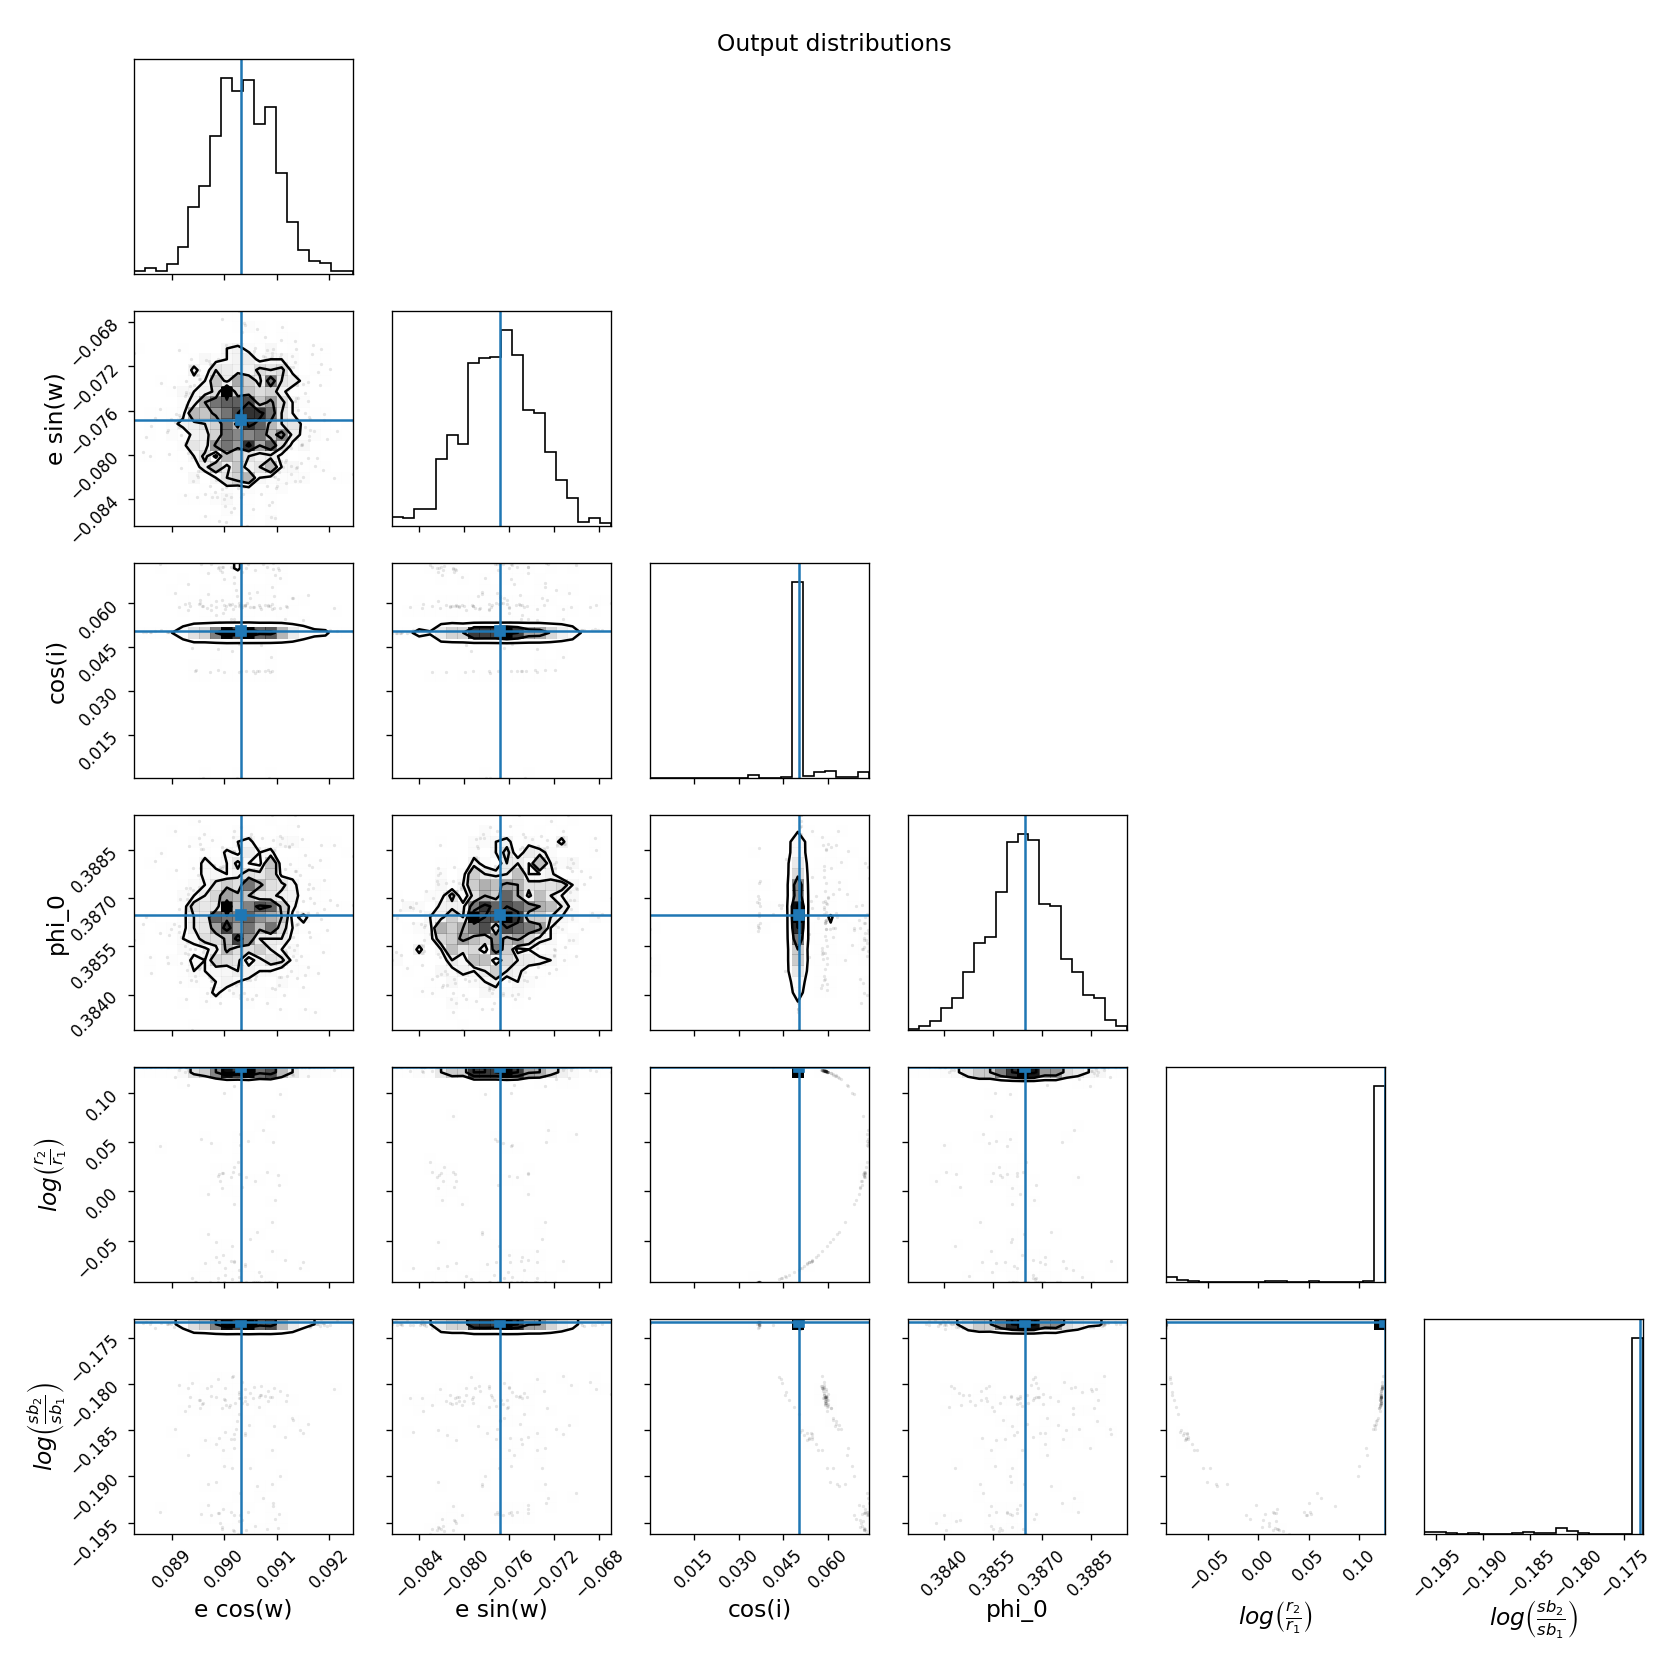 Output distributions
e sin(w)
−0.068
−0.072
−0.076
−0.080
−0.084
cos(i)
0.060
0.045
0.030
0.015
phi_0
0.3885
0.3870
0.3855
0.3840
log(r₂/r₁)
0.10
0.05
0.00
−0.05
log(sb₂/sb₁)
−0.175
−0.180
−0.185
−0.190
−0.195
0.089 0.090 0.091 0.092
e cos(w)
−0.084 −0.080 −0.076 −0.072 −0.068
e sin(w)
0.015 0.030 0.045 0.060
cos(i)
0.3840 0.3855 0.3870 0.3885
phi_0
−0.05 0.00 0.05 0.10
log(r₂/r₁)
−0.195 −0.190 −0.185 −0.180 −0.175
log(sb₂/sb₁)